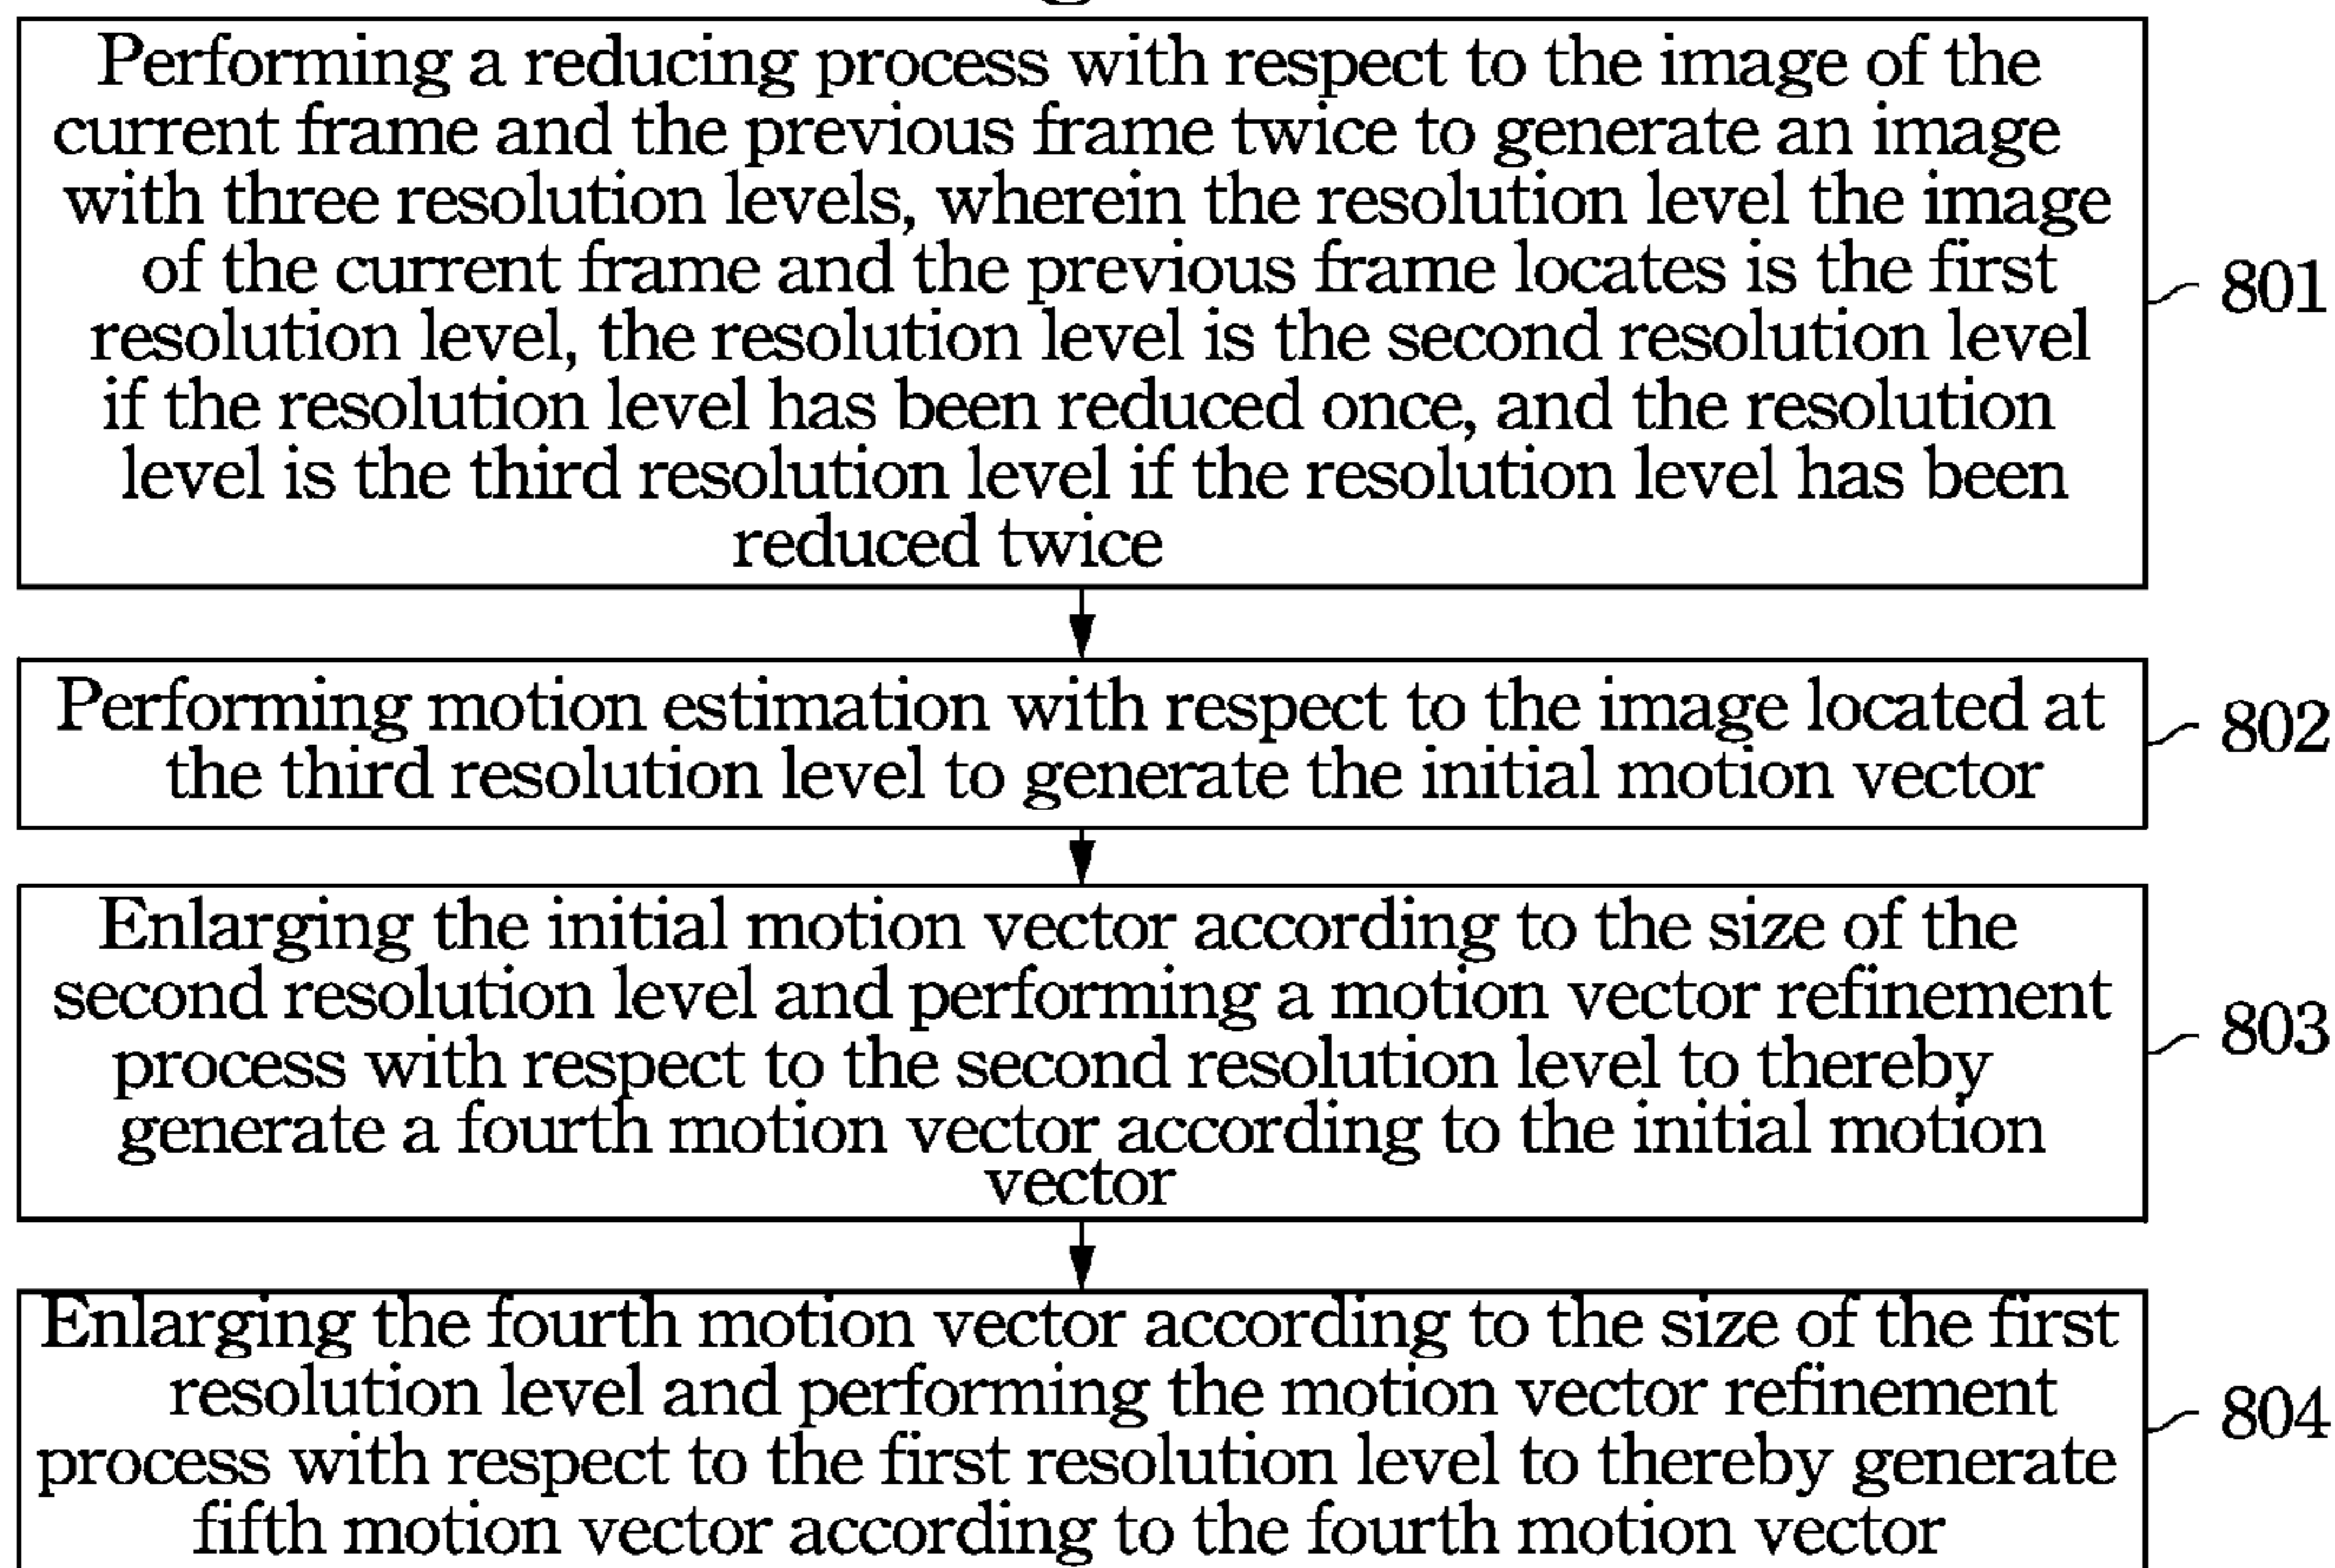 Performing a reducing process with respect to the image of the
current frame and the previous frame twice to generate an image
with three resolution levels, wherein the resolution level the image
of the current frame and the previous frame locates is the first
resolution level, the resolution level is the second resolution level
if the resolution level has been reduced once, and the resolution
level is the third resolution level if the resolution level has been
reduced twice
801
Performing motion estimation with respect to the image located at
the third resolution level to generate the initial motion vector
802
Enlarging the initial motion vector according to the size of the
second resolution level and performing a motion vector refinement
process with respect to the second resolution level to thereby
generate a fourth motion vector according to the initial motion
vector
803
Enlarging the fourth motion vector according to the size of the first
resolution level and performing the motion vector refinement
process with respect to the first resolution level to thereby generate
fifth motion vector according to the fourth motion vector
804